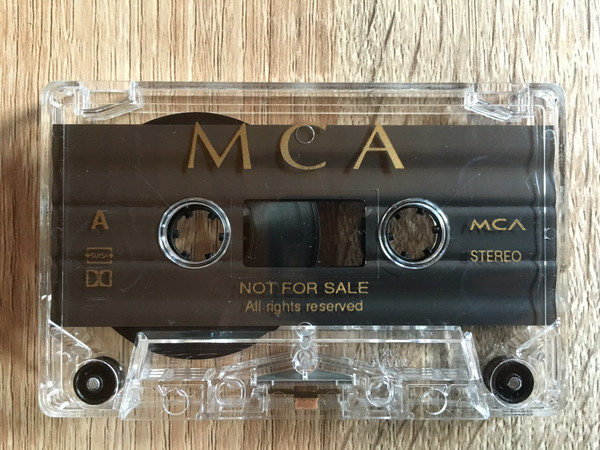 MCA
A
MCA
STEREO
NOT FOR SALE
All rights reserved